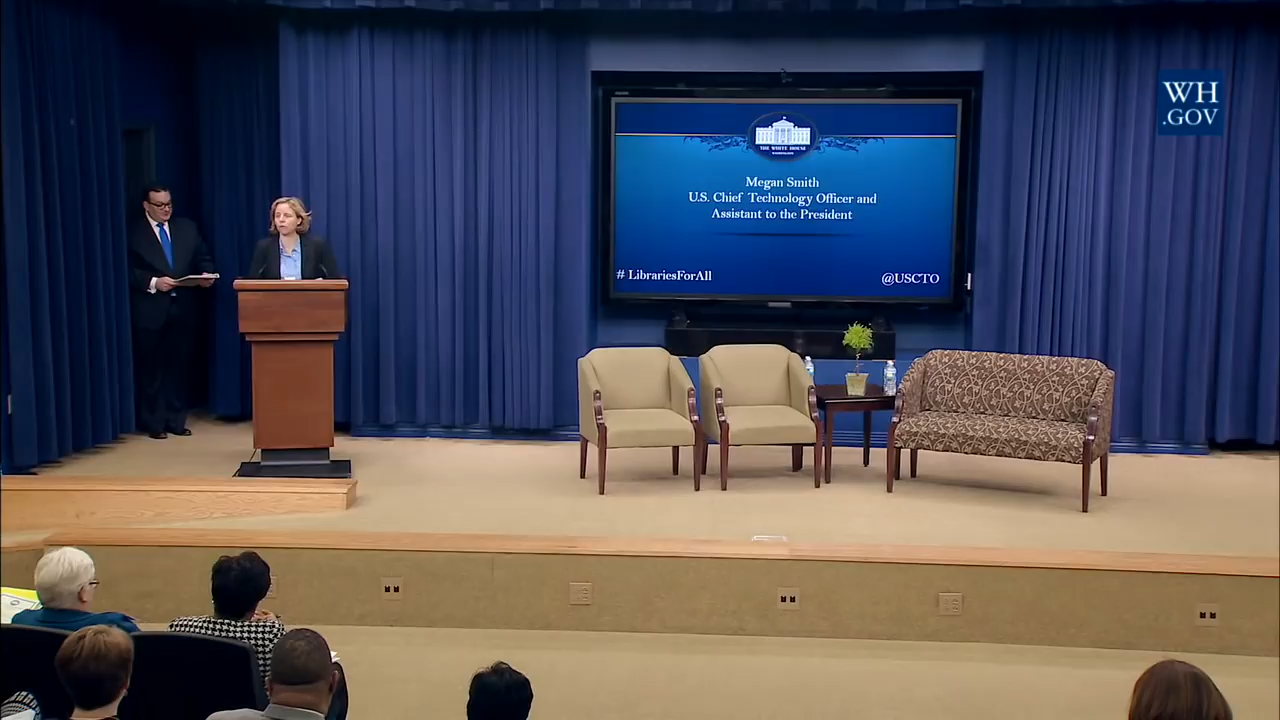 WH
.GOV
THE WHITE HOUSE
Megan Smith
U.S. Chief Technology Officer and
Assistant to the President
# LibrariesForAll
@USCTO